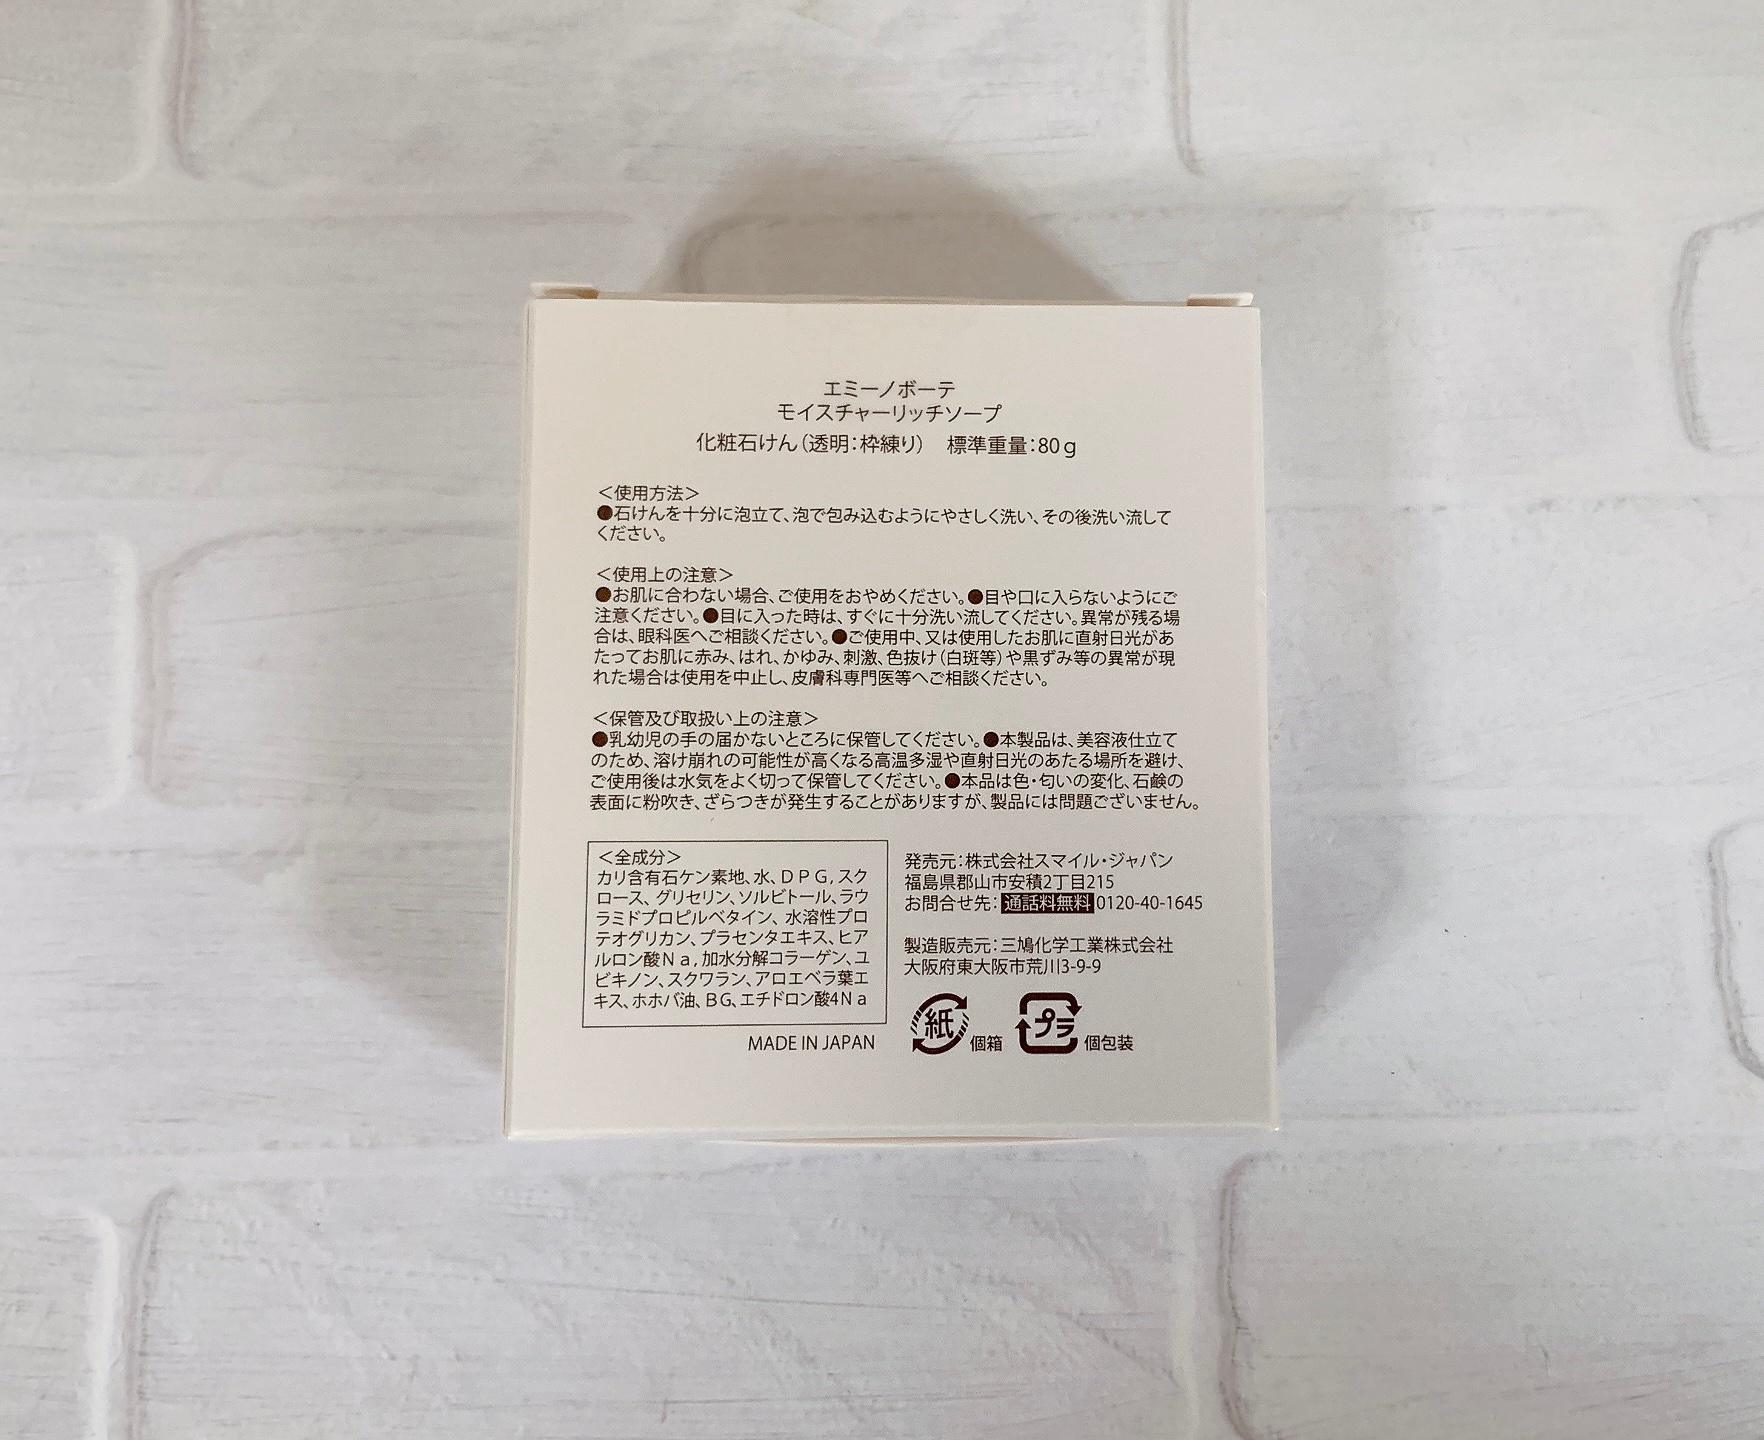 エミーノボーテ
モイスチャーリッチソープ
化粧石けん(透明:枠練り) 標準重量:80g
<使用方法>
●石けんを十分に泡立て、泡で包み込むようにやさしく洗い、その後洗い流して
ください。
<使用上の注意>
●お肌に合わない場合、ご使用をおやめください。●目や口に入らないようにご
注意ください。●目に入った時は、すぐに十分洗い流してください。異常が残る場
合は、眼科医へご相談ください。●ご使用中、又は使用したお肌に直射日光があ
たってお肌に赤み、はれ、かゆみ、刺激、色抜け(白斑等)や黒ずみ等の異常が現
れた場合は使用を中止し、皮膚科専門医等へご相談ください。
<保管及び取扱い上の注意>
●乳幼児の手の届かないところに保管してください。●本製品は、美容液仕立て
のため、溶け崩れの可能性が高くなる高温多湿や直射日光のあたる場所を避け、
ご使用後は水気をよく切って保管してください。●本品は色・匂いの変化、石鹸の
表面に粉吹き、ざらつきが発生することがありますが、製品には問題ございません。
<全成分>
カリ含有石ケン素地、水、DPG,スク
ロース、グリセリン、ソルビトール、ラウ
ラミドプロピルベタイン、水溶性プロ
テオグリカン、プラセンタエキス、ヒア
ルロン酸Na,加水分解コラーゲン、ユ
ビキノン、スクワラン、アロエベラ葉エ
キス、ホホバ油、BG、エチドロン酸4Na
MADE IN JAPAN
発売元:株式会社スマイル・ジャパン
福島県郡山市安積2丁目215
お問合せ先:通話料無料0120-40-1645
製造販売元:三鳩化学工業株式会社
大阪府東大阪市荒川3-9-9
紙 個箱 プラ 個包装